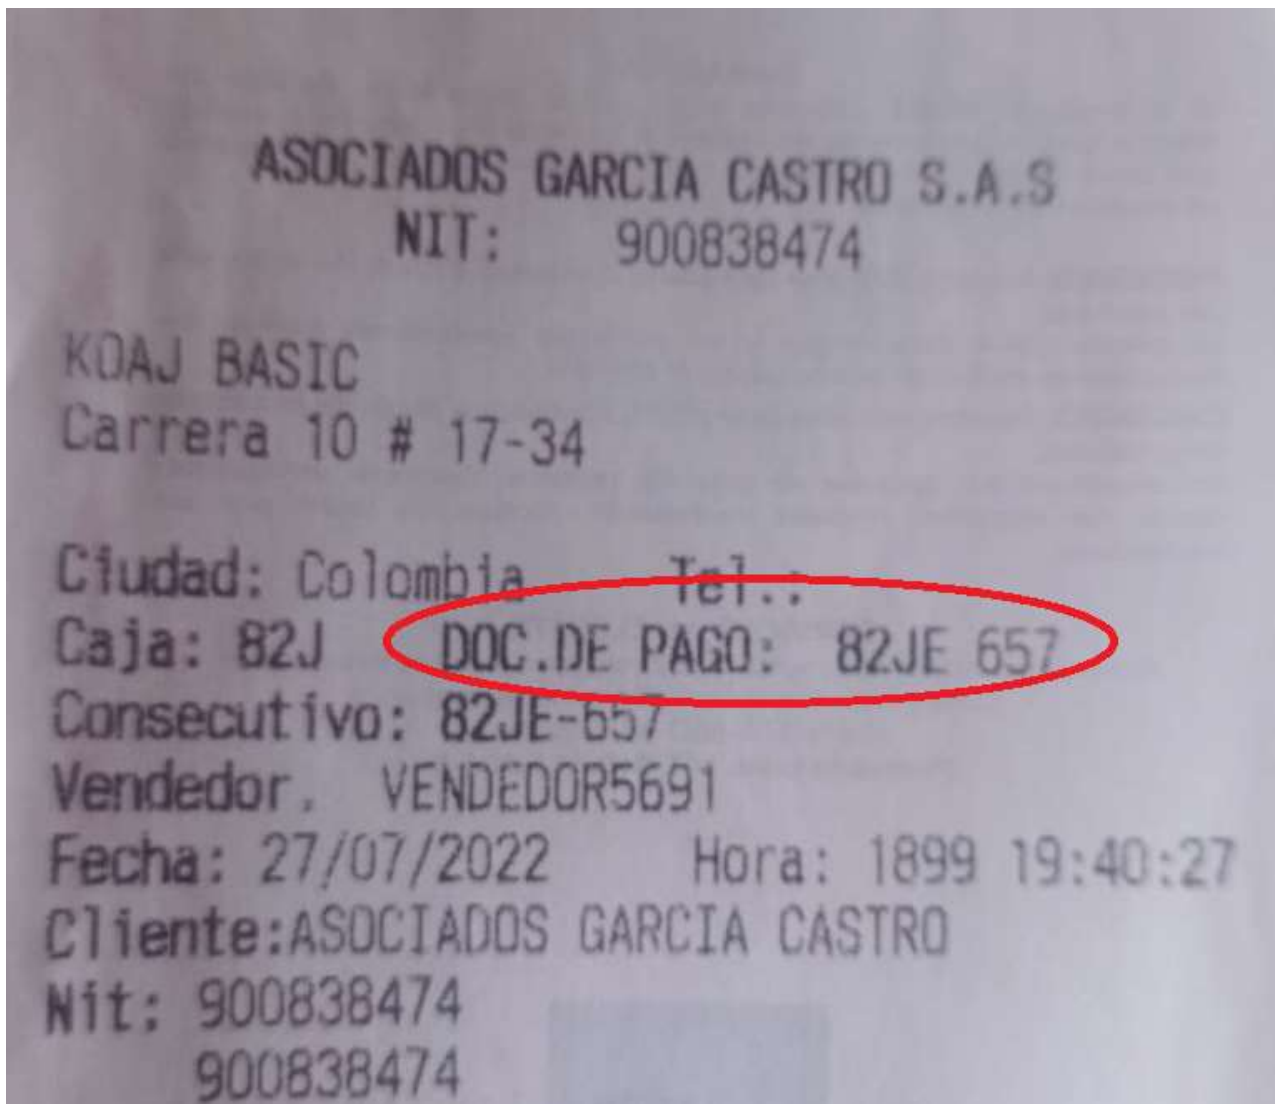 ASOCIADOS GARCIA CASTRO S.A.S
NIT: 900838474
KOAJ BASIC
Carrera 10 # 17-34
Ciudad: Colombia Tel.:
Caja: 82J DOC.DE PAGO: 82JE 657
Consecutivo: 82JE-657
Vendedor. VENDEDOR5691
Fecha: 27/07/2022 Hora: 1899 19:40:27
Cliente:ASOCIADOS GARCIA CASTRO
Nit: 900838474
900838474